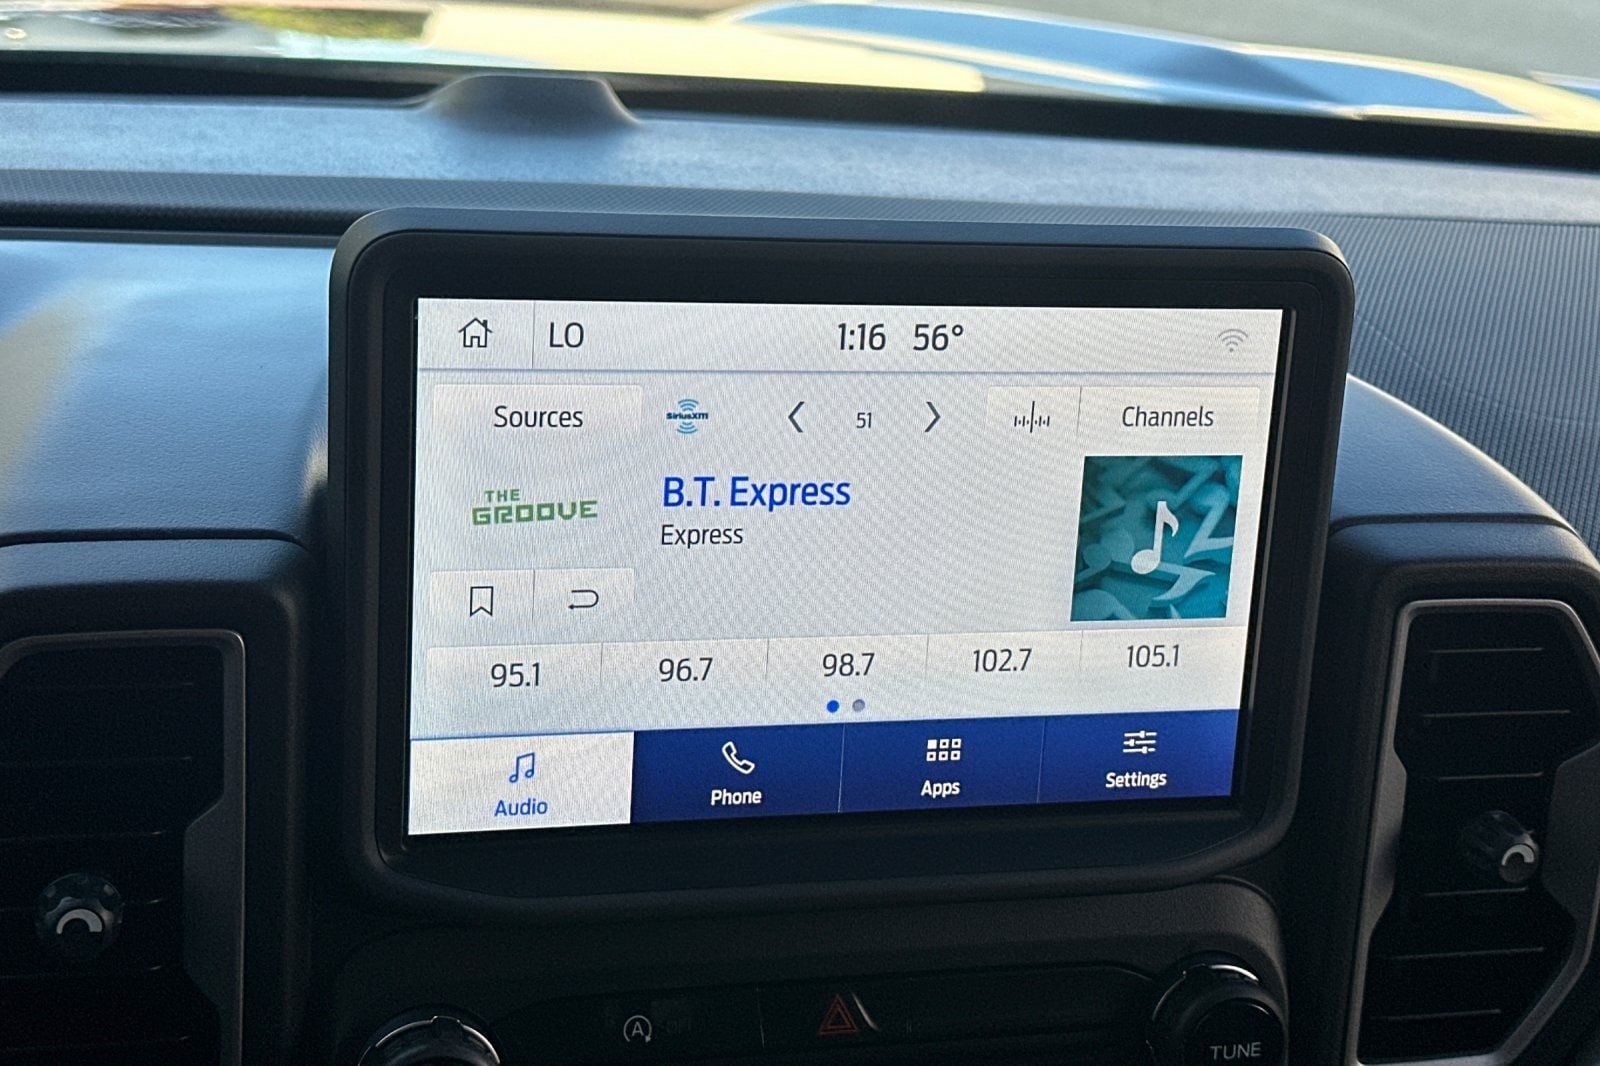 LO 1:16 56°
Sources SiriusXM 51 Channels
THE
GROOVE
B.T. Express
Express
95.1 96.7 98.7 102.7 105.1
Audio Phone Apps Settings
A OFF
TUNE